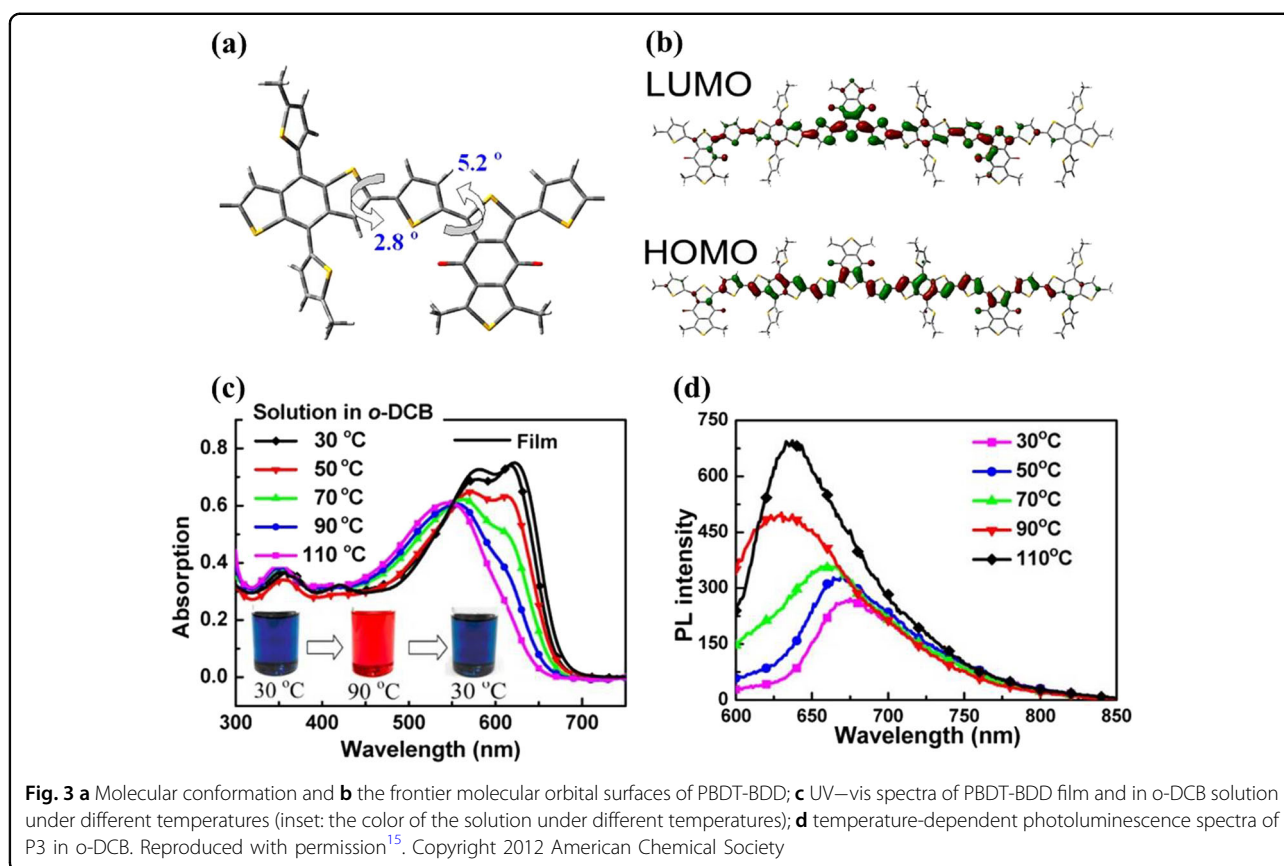 (a)
5.2 °
2.8 °
(b)
LUMO
HOMO
(c)
Solution in o-DCB
30 °C
50 °C
70 °C
90 °C
110 °C
Film
0.8
0.6
0.4
0.2
0.0
Absorption
30 °C
90 °C
30 °C
300 400 500 600 700
Wavelength (nm)
(d)
750
600
450
300
150
0
PL intensity
30°C
50°C
70°C
90°C
110°C
600 650 700 750 800 850
Wavelength (nm)
Fig. 3 a Molecular conformation and b the frontier molecular orbital surfaces of PBDT-BDD; c UV−vis spectra of PBDT-BDD film and in o-DCB solution
under different temperatures (inset: the color of the solution under different temperatures); d temperature-dependent photoluminescence spectra of
P3 in o-DCB. Reproduced with permission15. Copyright 2012 American Chemical Society